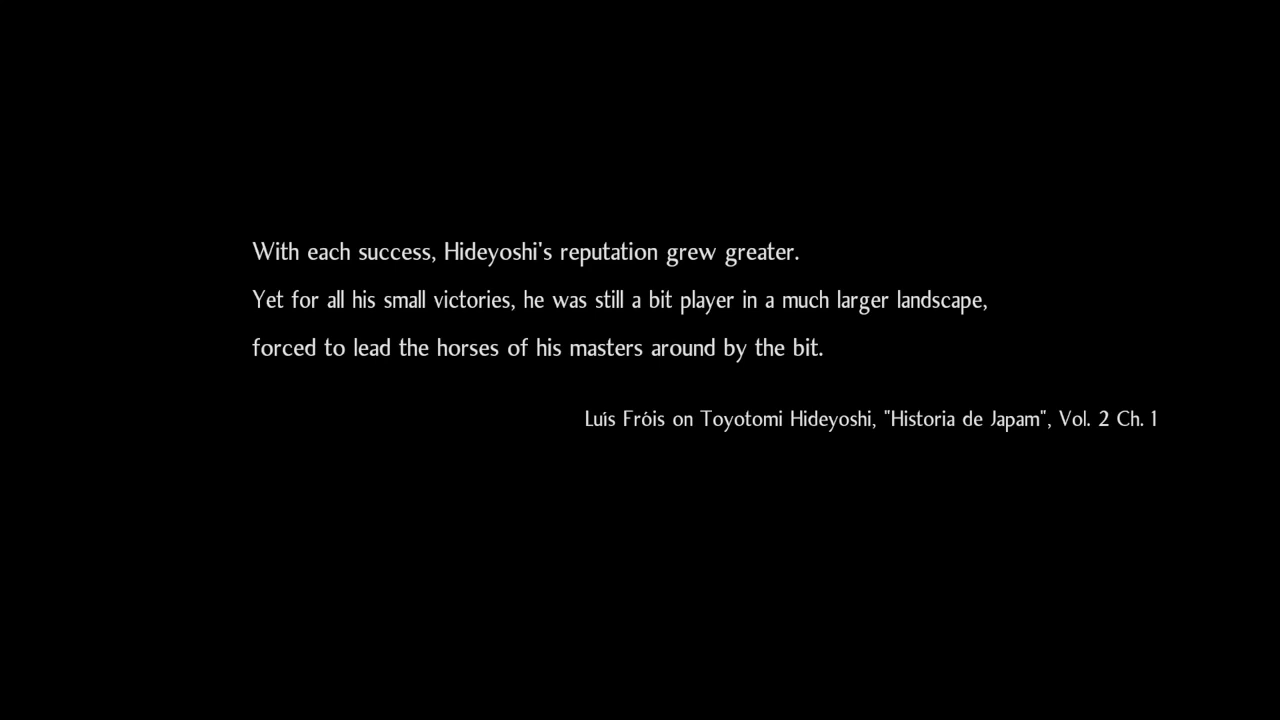 With each success, Hideyoshi's reputation grew greater.
Yet for all his small victories, he was still a bit player in a much larger landscape,
forced to lead the horses of his masters around by the bit.
Luís Fróis on Toyotomi Hideyoshi, "Historia de Japam", Vol. 2 Ch. 1